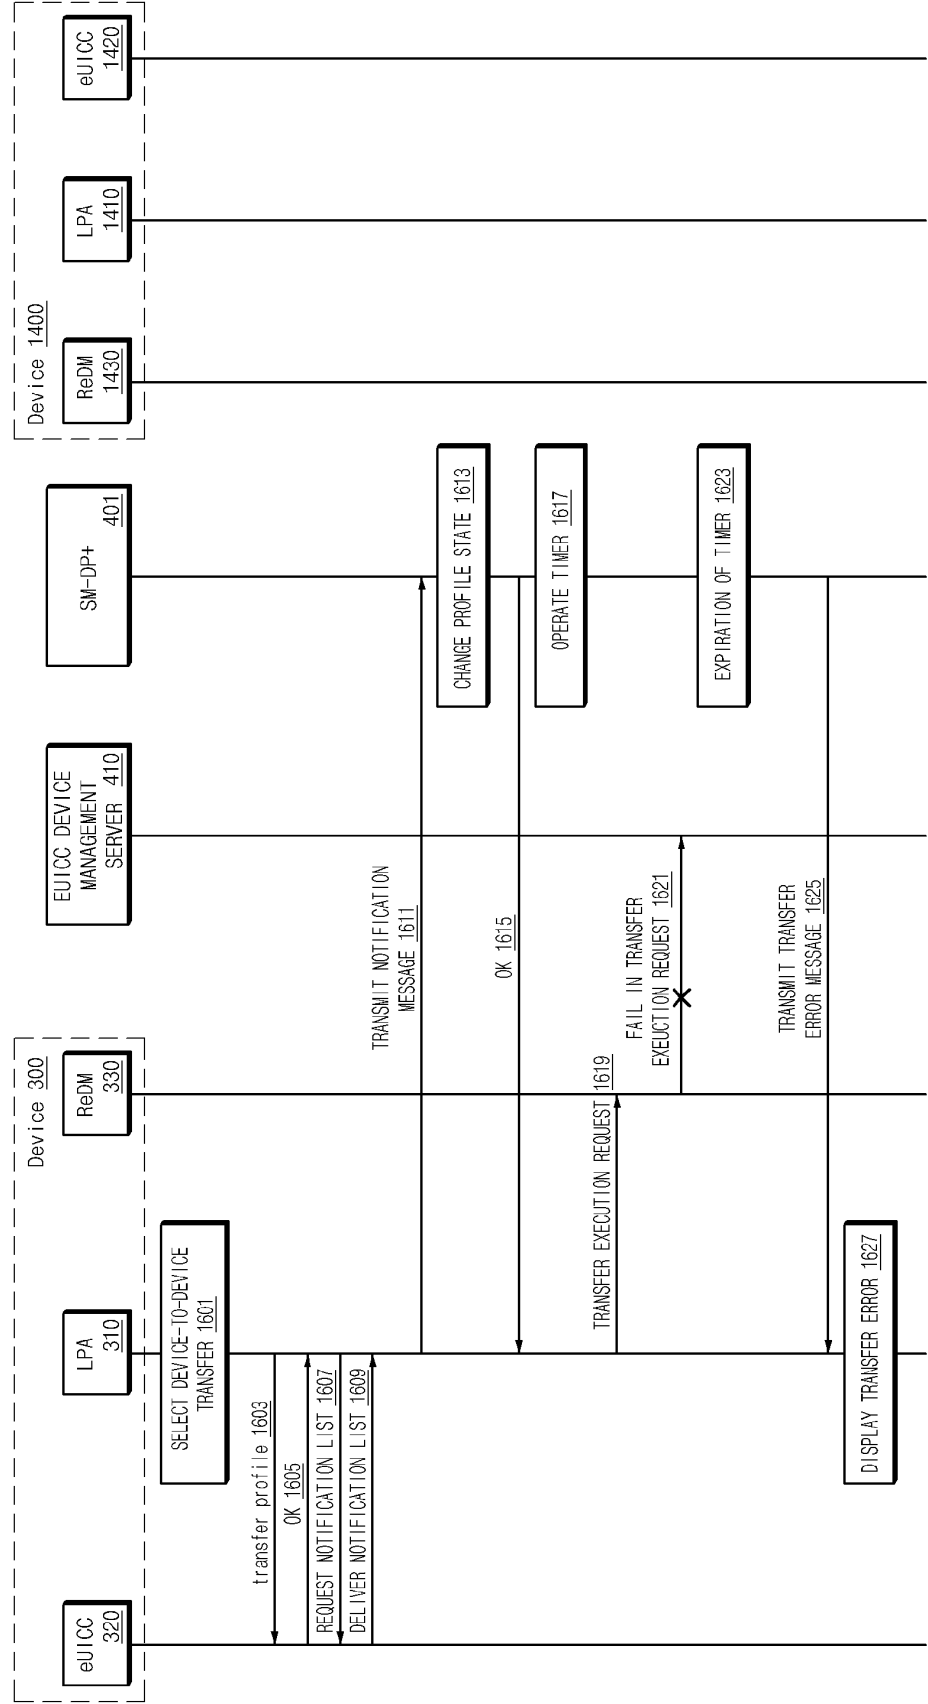 Device 300
eUICC
320
LPA
310
ReDM
330
EUICC DEVICE
MANAGEMENT
SERVER 410
SM-DP+
401
Device 1400
ReDM
1430
LPA
1410
eUICC
1420
SELECT DEVICE-TO-DEVICE
TRANSFER 1601
transfer profile 1603
OK 1605
REQUEST NOTIFICATION LIST 1607
DELIVER NOTIFICATION LIST 1609
TRANSMIT NOTIFICATION
MESSAGE 1611
CHANGE PROFILE STATE 1613
OK 1615
OPERATE TIMER 1617
TRANSFER EXECUTION REQUEST 1619
FAIL IN TRANSFER
EXEUCTION REQUEST 1621
EXPIRATION OF TIMER 1623
TRANSMIT TRANSFER
ERROR MESSAGE 1625
DISPLAY TRANSFER ERROR 1627